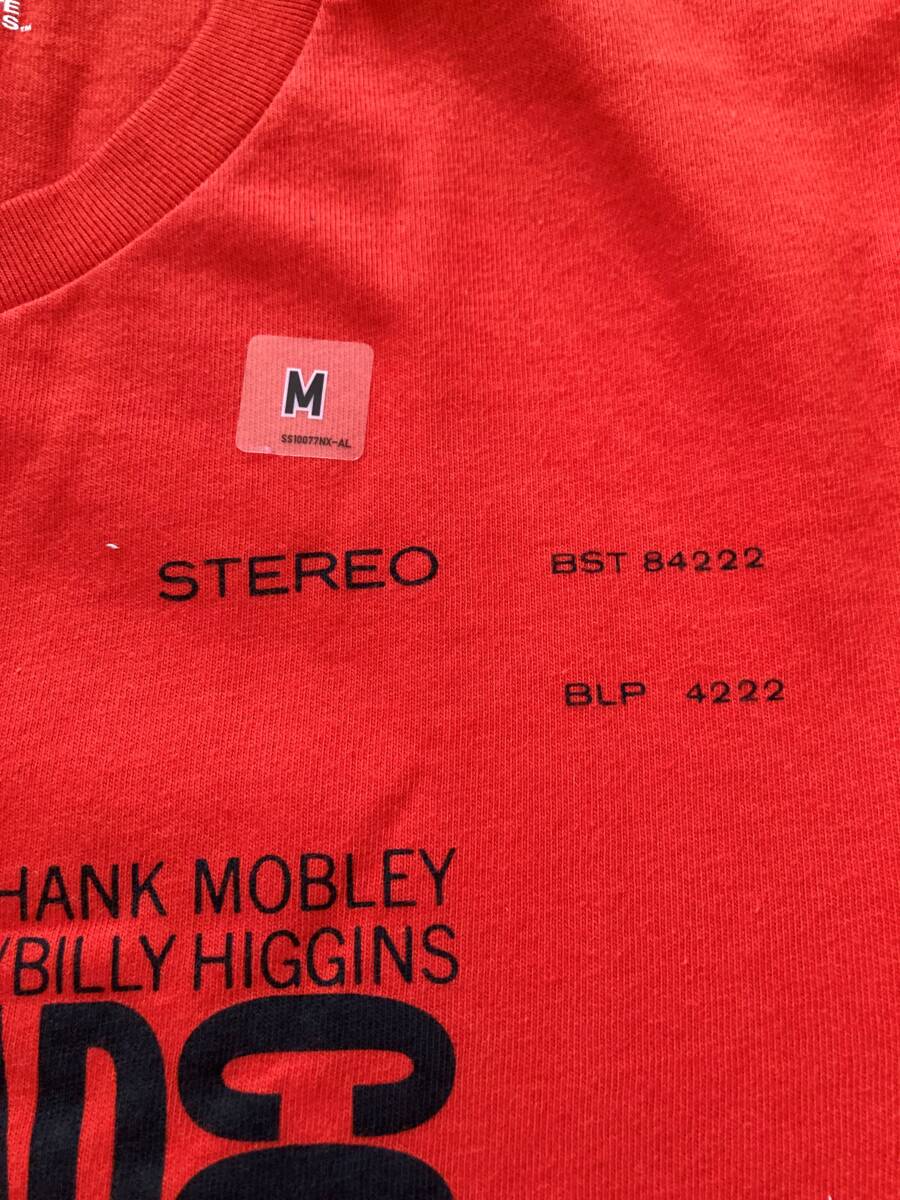 M
SS10077NX-AL
STEREO BST 84222
BLP 4222
HANK MOBLEY
/BILLY HIGGINS